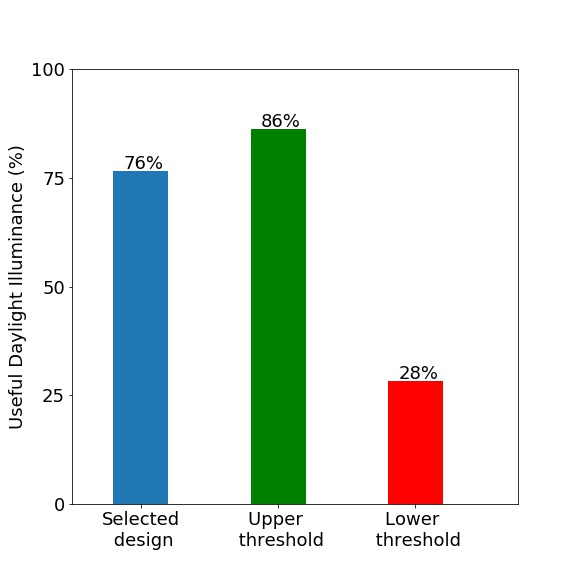 100
75
50
25
0
Useful Daylight Illuminance (%)
76%
86%
28%
Selected
design
Upper
threshold
Lower
threshold